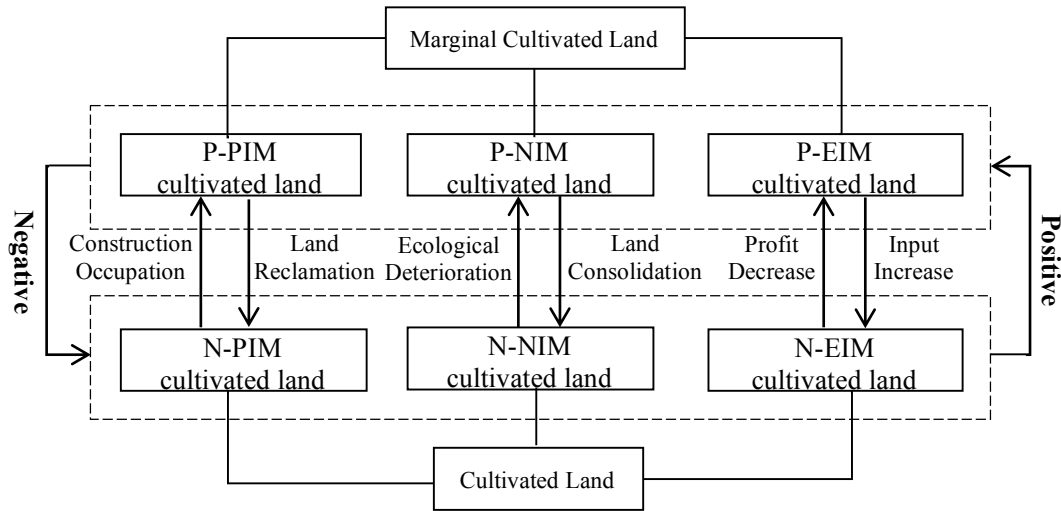 Marginal Cultivated Land
P-PIM
cultivated land
P-NIM
cultivated land
P-EIM
cultivated land
Negative
Construction
Occupation
Land
Reclamation
Ecological
Deterioration
Land
Consolidation
Profit
Decrease
Input
Increase
Positive
N-PIM
cultivated land
N-NIM
cultivated land
N-EIM
cultivated land
Cultivated Land